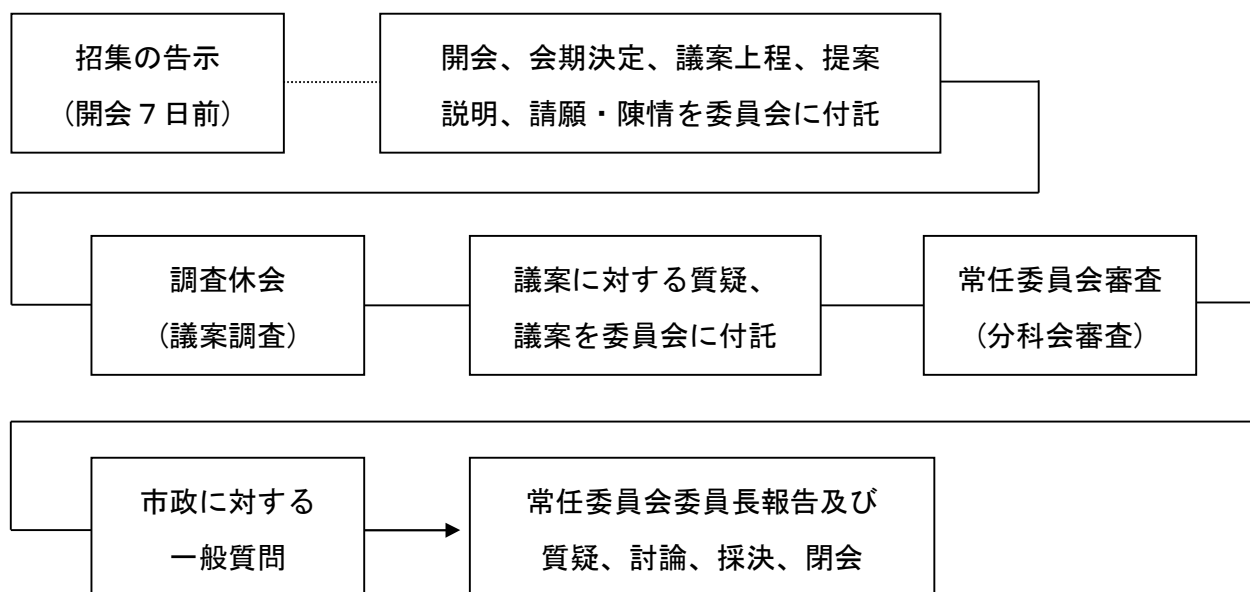 招集の告示
（開会７日前）
開会、会期決定、議案上程、提案
説明、請願・陳情を委員会に付託
調査休会
（議案調査）
議案に対する質疑、
議案を委員会に付託
常任委員会審査
（分科会審査）
市政に対する
一般質問
常任委員会委員長報告及び
質疑、討論、採決、閉会